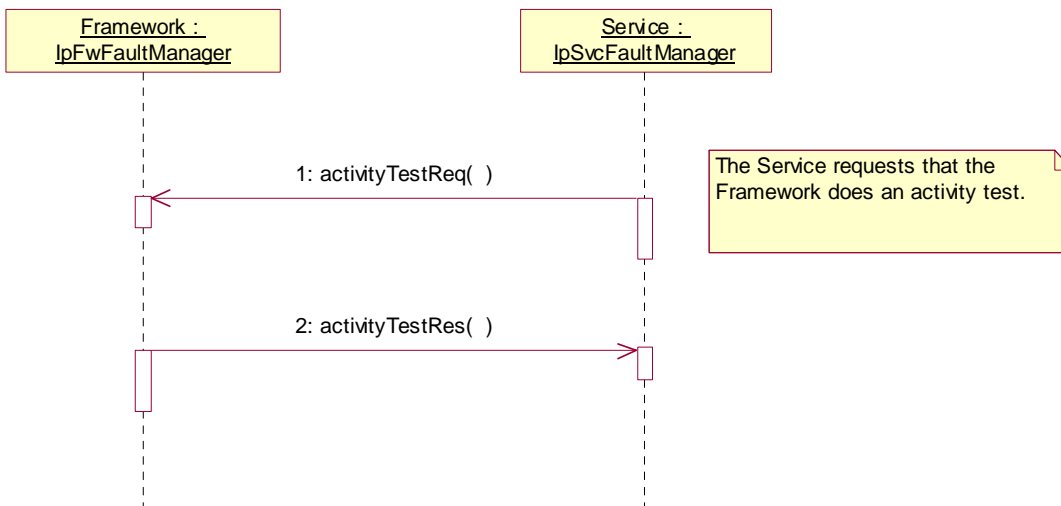 Framework :
IpFwFaultManager
Service :
IpSvcFaultManager
1: activityTestReq( )
The Service requests that the
Framework does an activity test.
2: activityTestRes( )